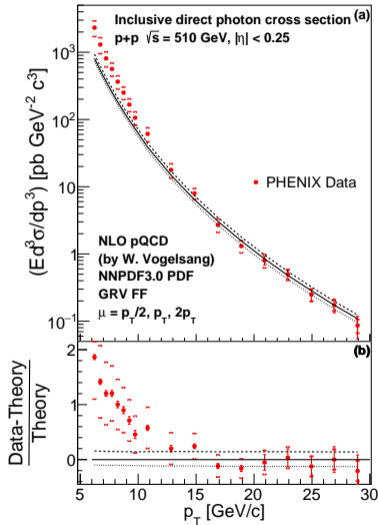 (a)
Inclusive direct photon cross section
p+p √s = 510 GeV, |η| < 0.25
(Ed³σ/dp³) [pb GeV⁻² c³]
10³
10²
10
1
10⁻¹
PHENIX Data
NLO pQCD
(by W. Vogelsang)
NNPDF3.0 PDF
GRV FF
μ = p_T/2, p_T, 2p_T
(b)
Data-Theory
Theory
2
1
0
5 10 15 20 25 30
p_T [GeV/c]